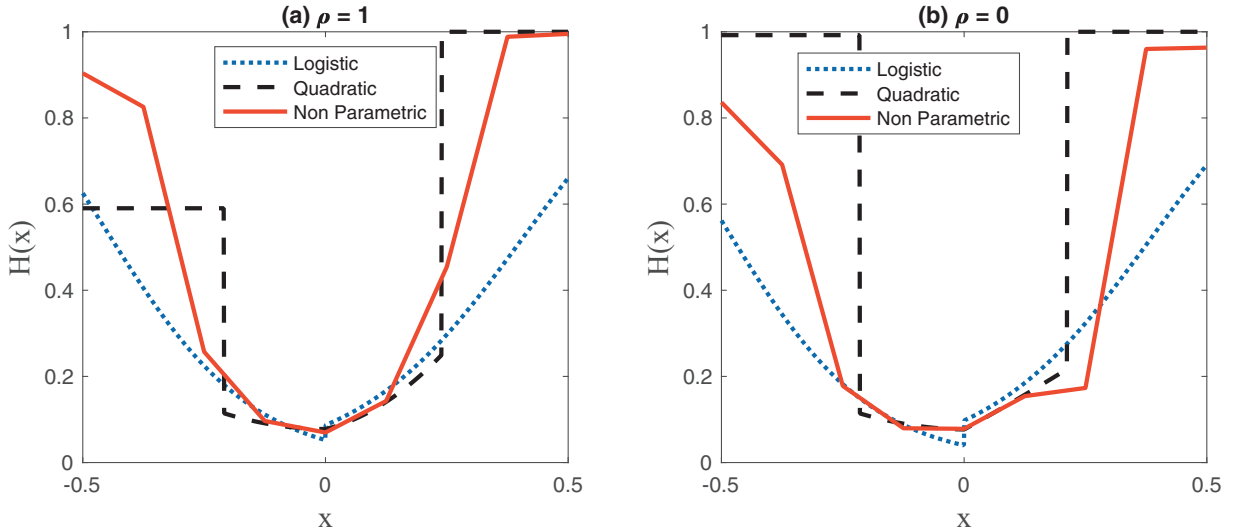 (a) ρ = 1
Logistic
Quadratic
Non Parametric
1
0.8
0.6
0.4
0.2
0
H(x)
-0.5
0
0.5
x
(b) ρ = 0
Logistic
Quadratic
Non Parametric
1
0.8
0.6
0.4
0.2
0
H(x)
-0.5
0
0.5
x